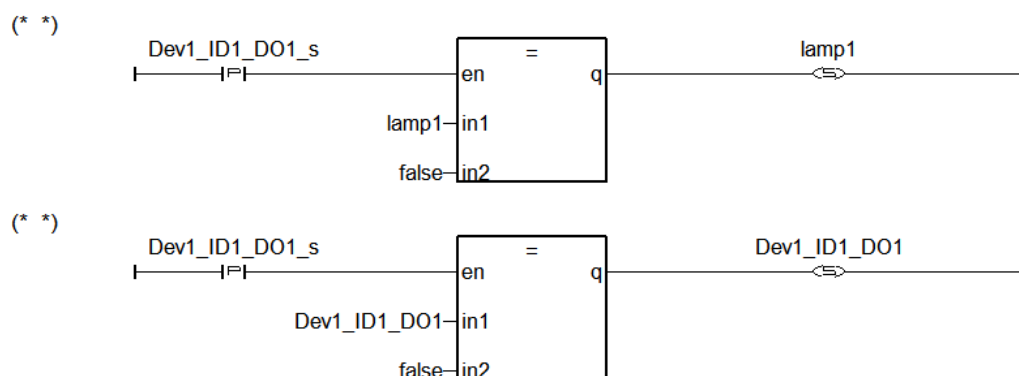 (* *)
Dev1_ID1_DO1_s
=
lamp1
P
en
q
S
lamp1
in1
false
in2
(* *)
Dev1_ID1_DO1_s
=
Dev1_ID1_DO1
P
en
q
S
Dev1_ID1_DO1
in1
false
in2